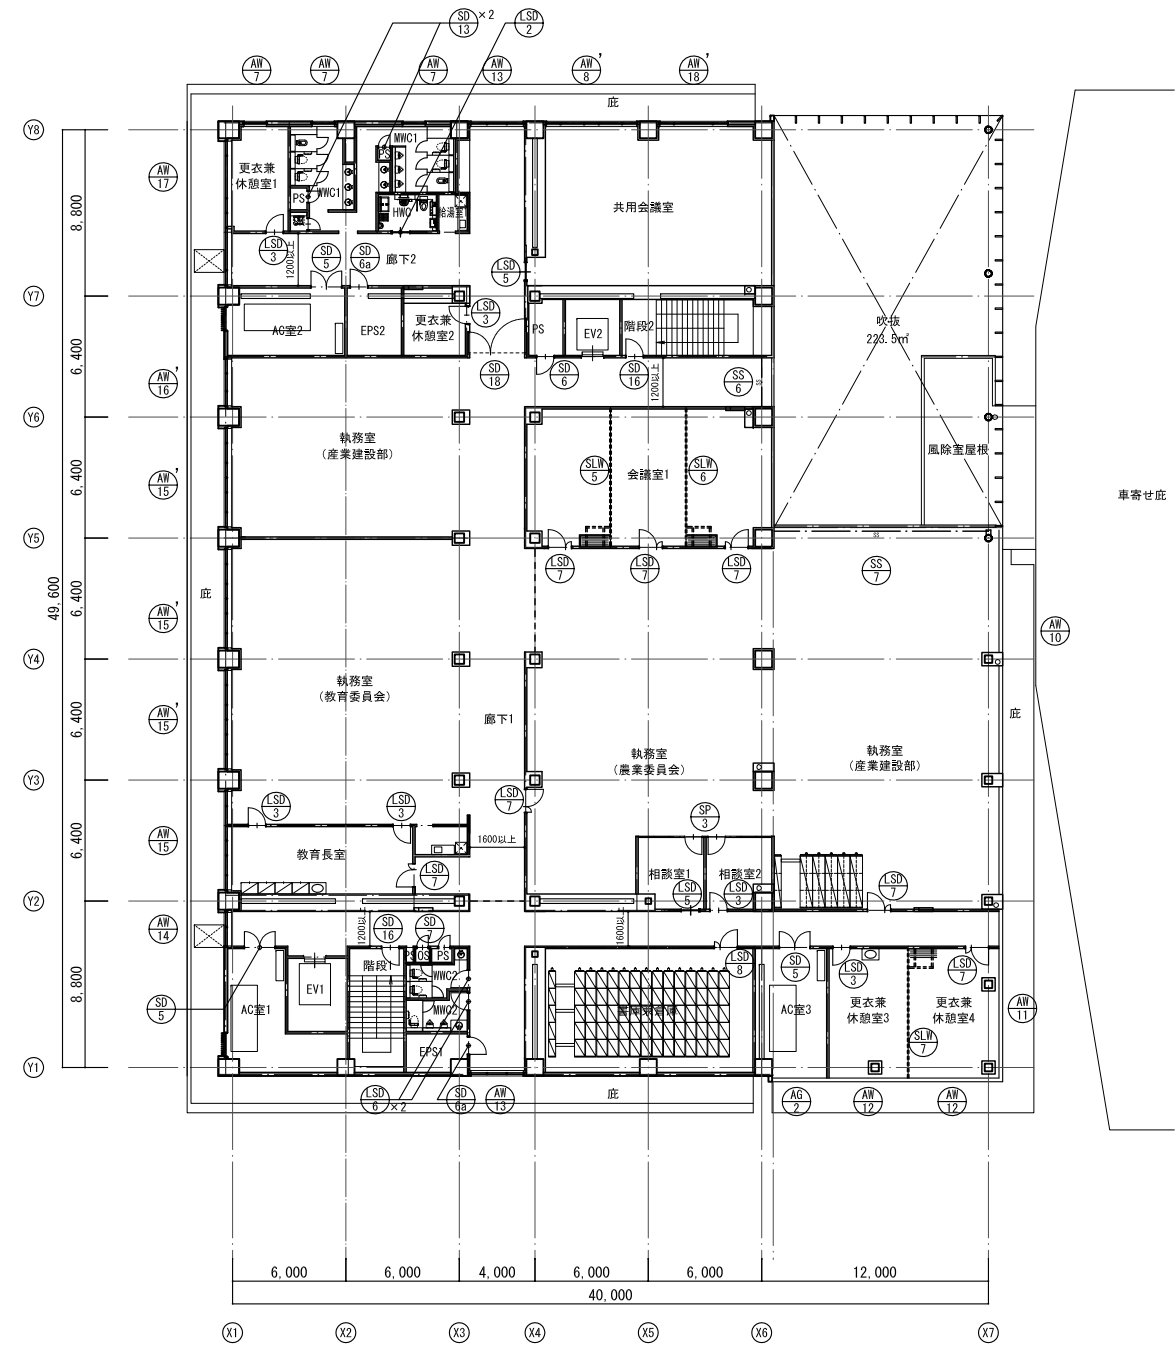 SD
13
×2
LSD
2
AW
7
AW
7
AW
7
AW
13
AW'
8
AW'
18
庇
Y8
AW
17
更衣兼
休憩室1
MWC1
PS
PS
WWC1
HWC
給湯室
共用会議室
8,800
LSD
3
1200以上
SD
5
SD
6a
廊下2
LSD
5
Y7
AC室2
EPS2
更衣兼
休憩室2
LSD
3
PS
EV2
階段2
吹抜
223.5㎡
6,400
SD
18
SD
6
SD
16
1200以上
SS
6
SS
AW'
16
Y6
執務室
(産業建設部)
SLW
5
会議室1
SLW
6
風除室屋根
車寄せ庇
6,400
AW'
15
Y5
LSD
7
LSD
7
LSD
7
SS
SS
7
49,600
6,400
庇
AW'
15
AW
10
Y4
執務室
(教育委員会)
6,400
AW'
15
廊下1
庇
執務室
(農業委員会)
執務室
(産業建設部)
Y3
LSD
3
LSD
3
LSD
7
SP
3
6,400
AW
15
1600以上
教育長室
LSD
7
相談室1
相談室2
LSD
5
LSD
3
LSD
7
Y2
AW
14
1200以上
SD
16
SD
7
1600以上
PS
OS
PS
LSD
8
SD
5
LSD
3
LSD
7
8,800
階段1
WWC2
EV1
SD
5
AC室1
MWC2
書庫兼倉庫
AC室3
更衣兼
休憩室3
更衣兼
休憩室4
AW
11
SLW
7
EPS1
Y1
LSD
6
×2
SD
6a
AW
13
庇
AG
2
AW
12
AW
12
6,000
6,000
4,000
6,000
6,000
12,000
40,000
X1
X2
X3
X4
X5
X6
X7